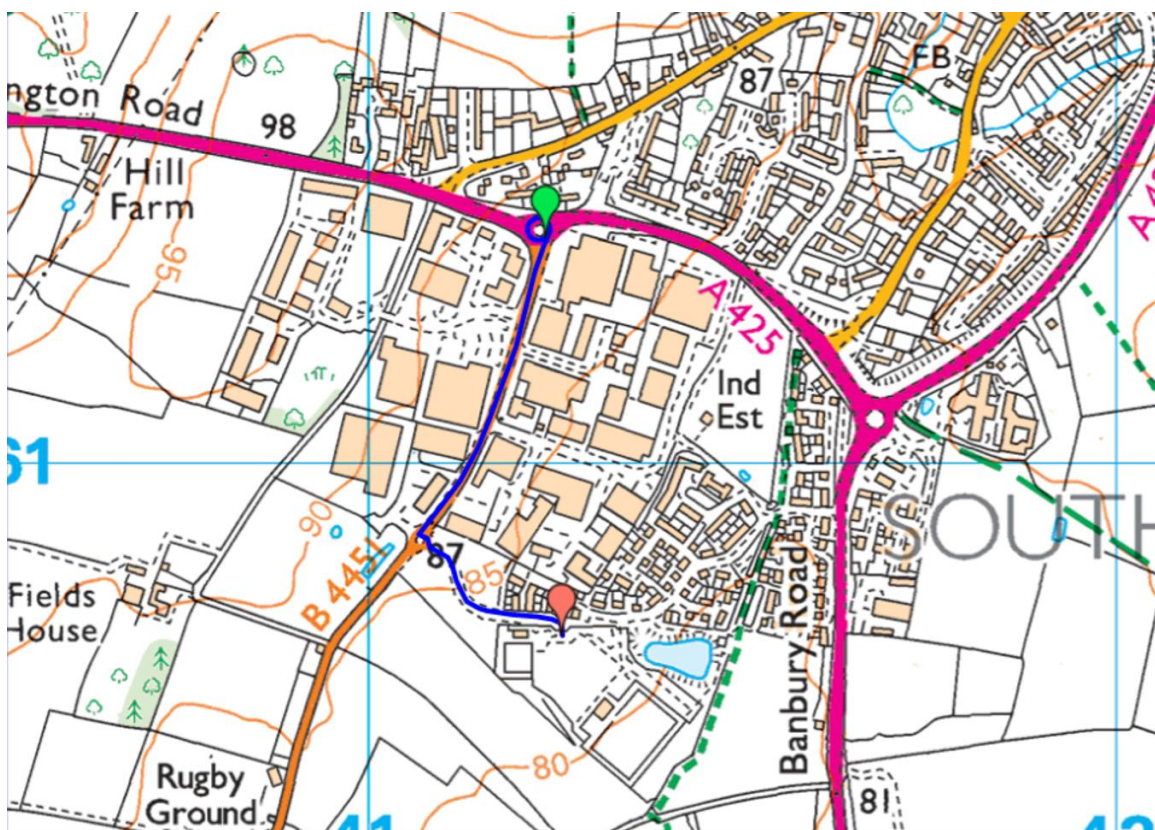 ngton Road
98
87
FB
Hill
Farm
95
A 425
Ind
Est
61
SOUTH
90
B 4451
87
85
Fields
House
Banbury Road
80
Rugby
Ground
81
41